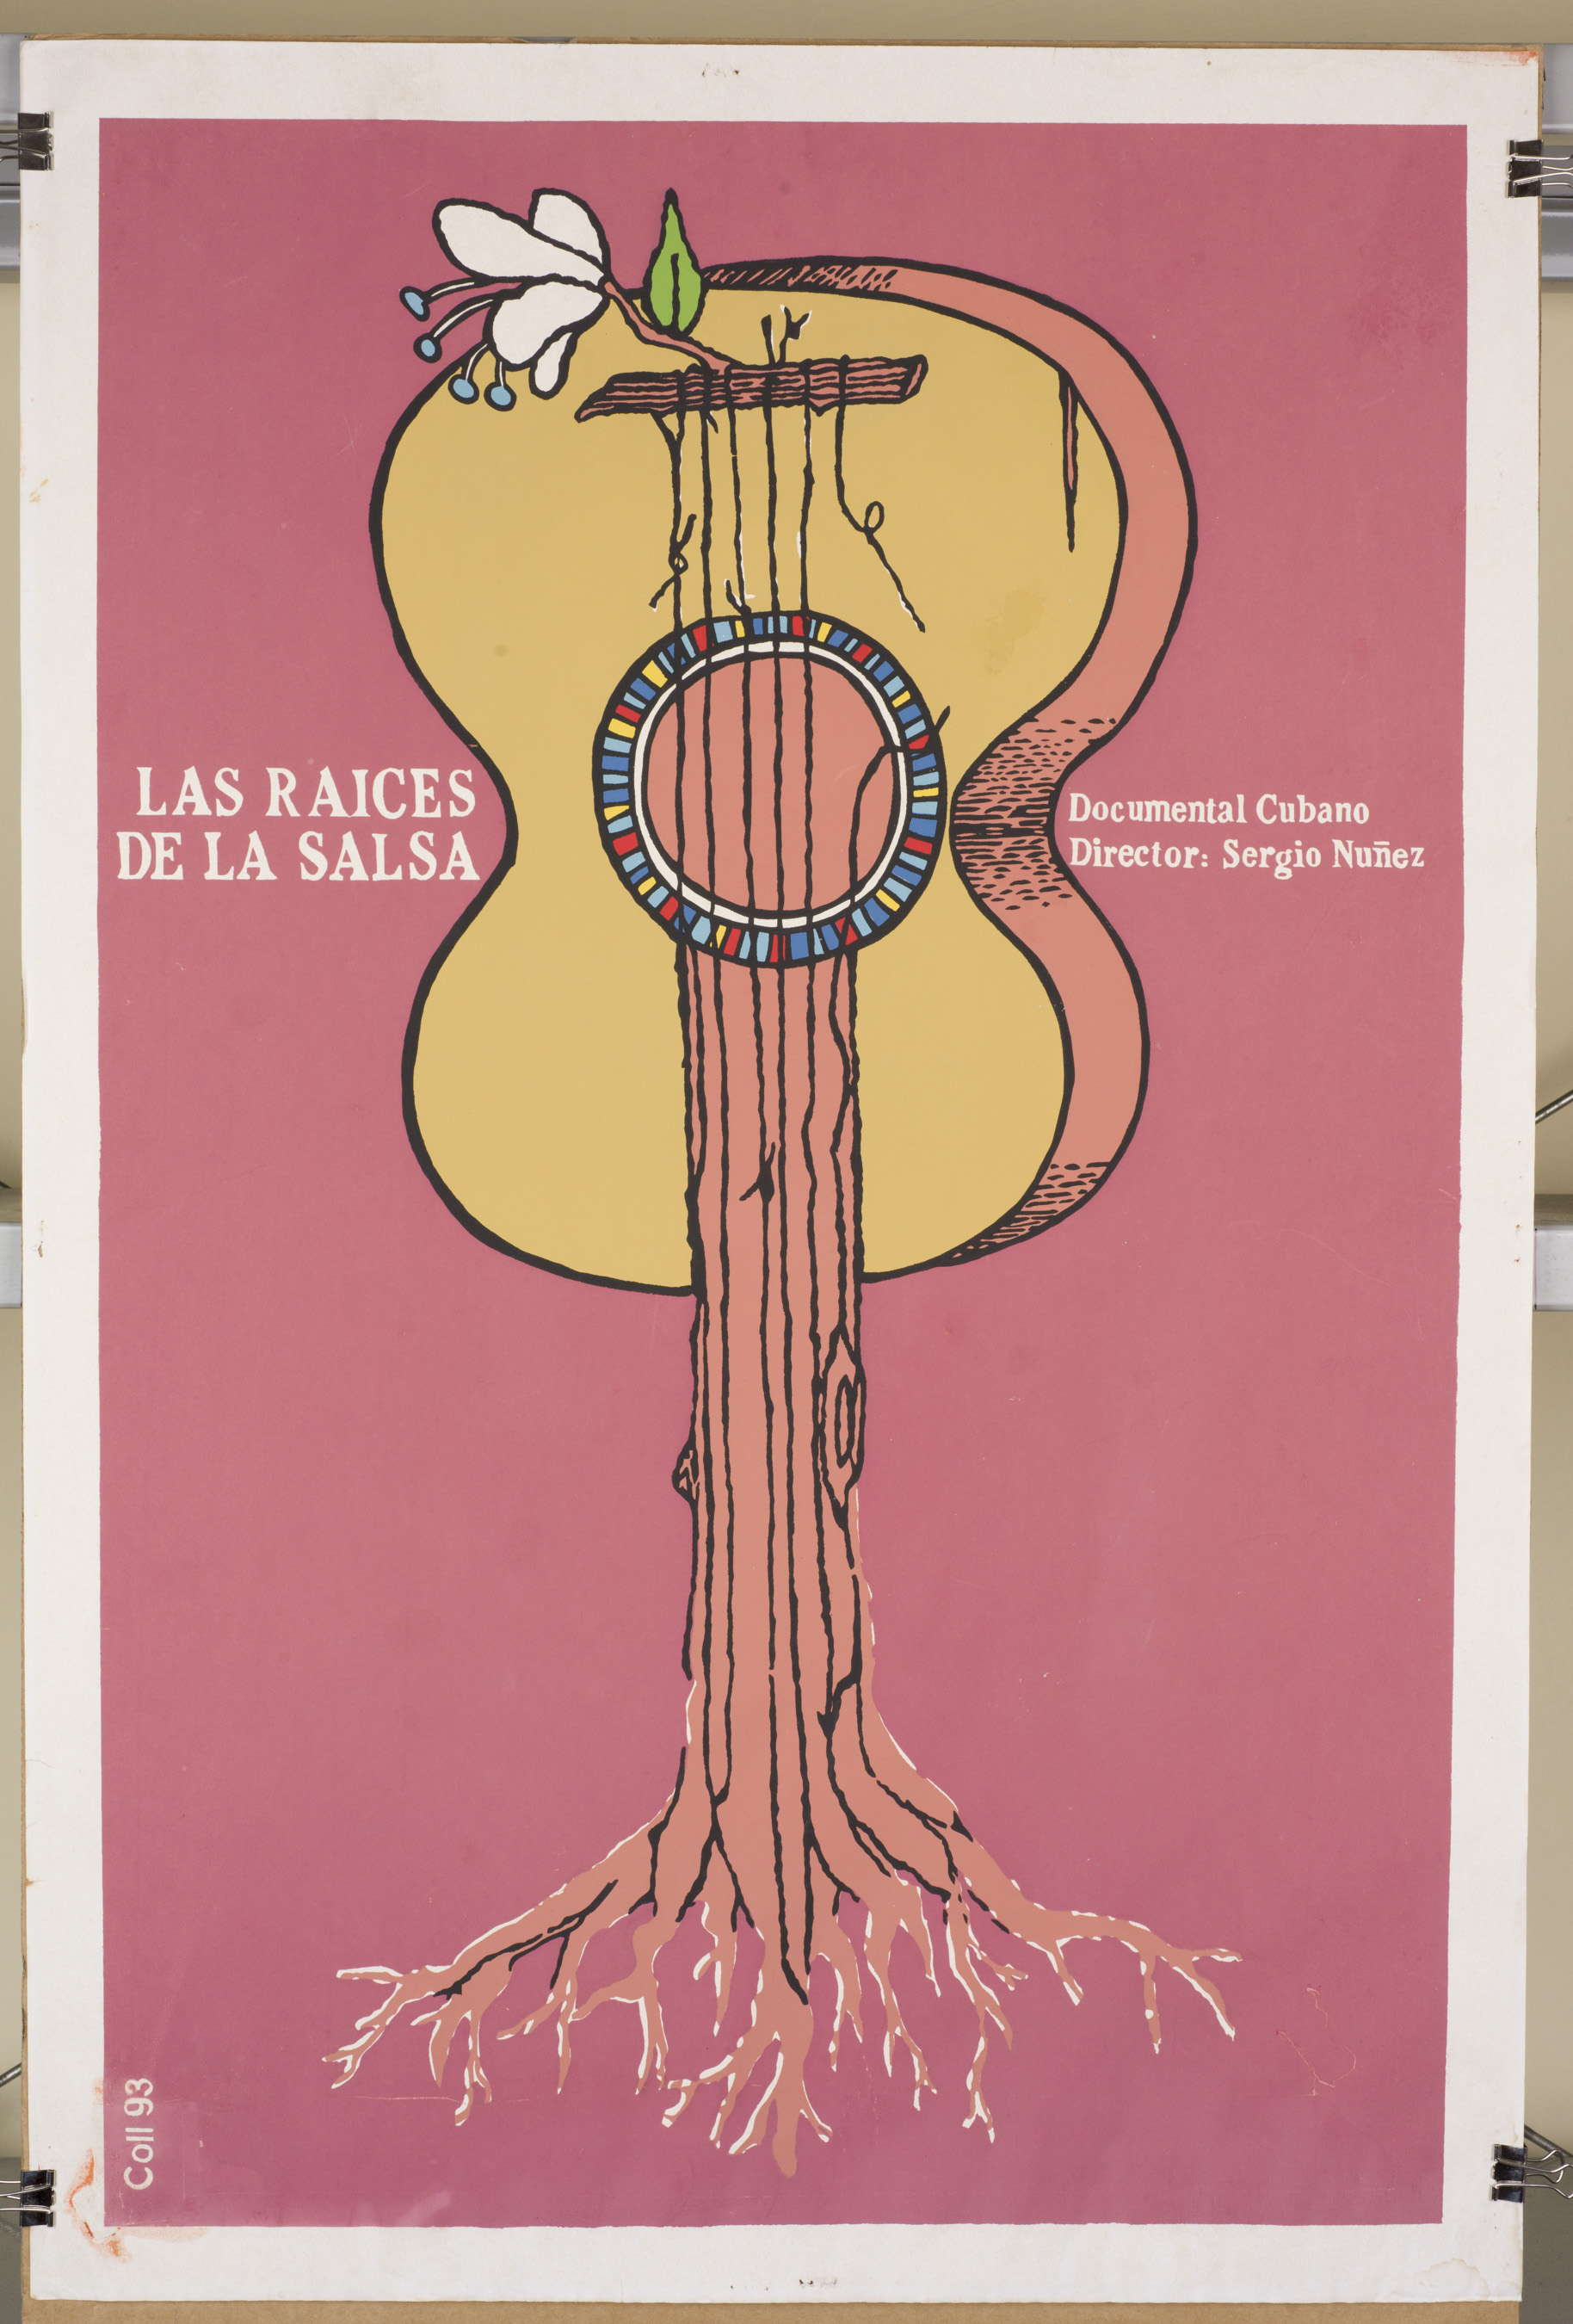 LAS RAICES
DE LA SALSA
Documental Cubano
Director: Sergio Nuñez
Coll 93